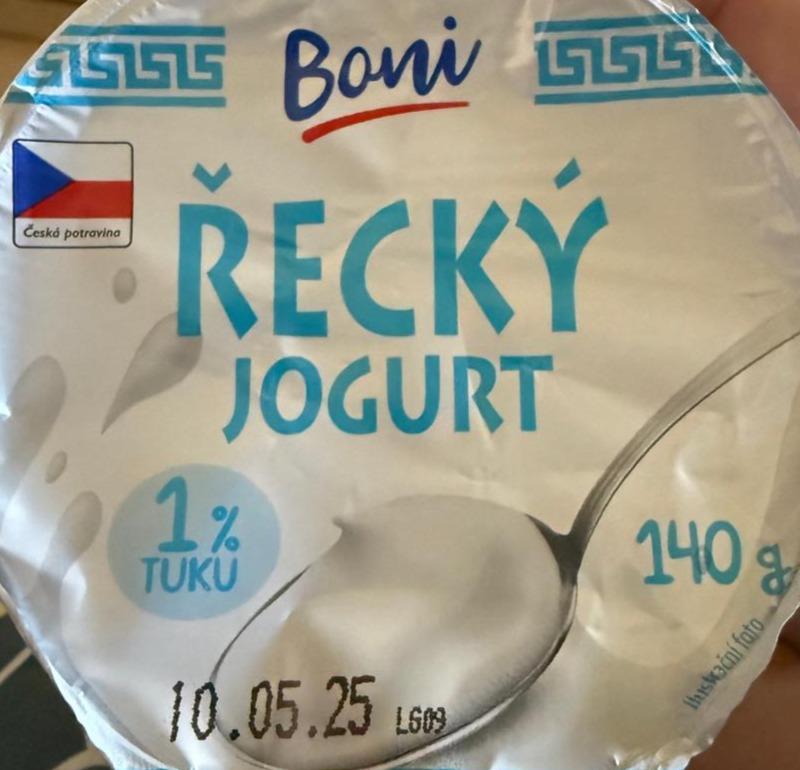 Boni
Česká potravina
ŘECKÝ
JOGURT
1%
TUKU
140 g
ilustrační foto
10.05.25 LG09